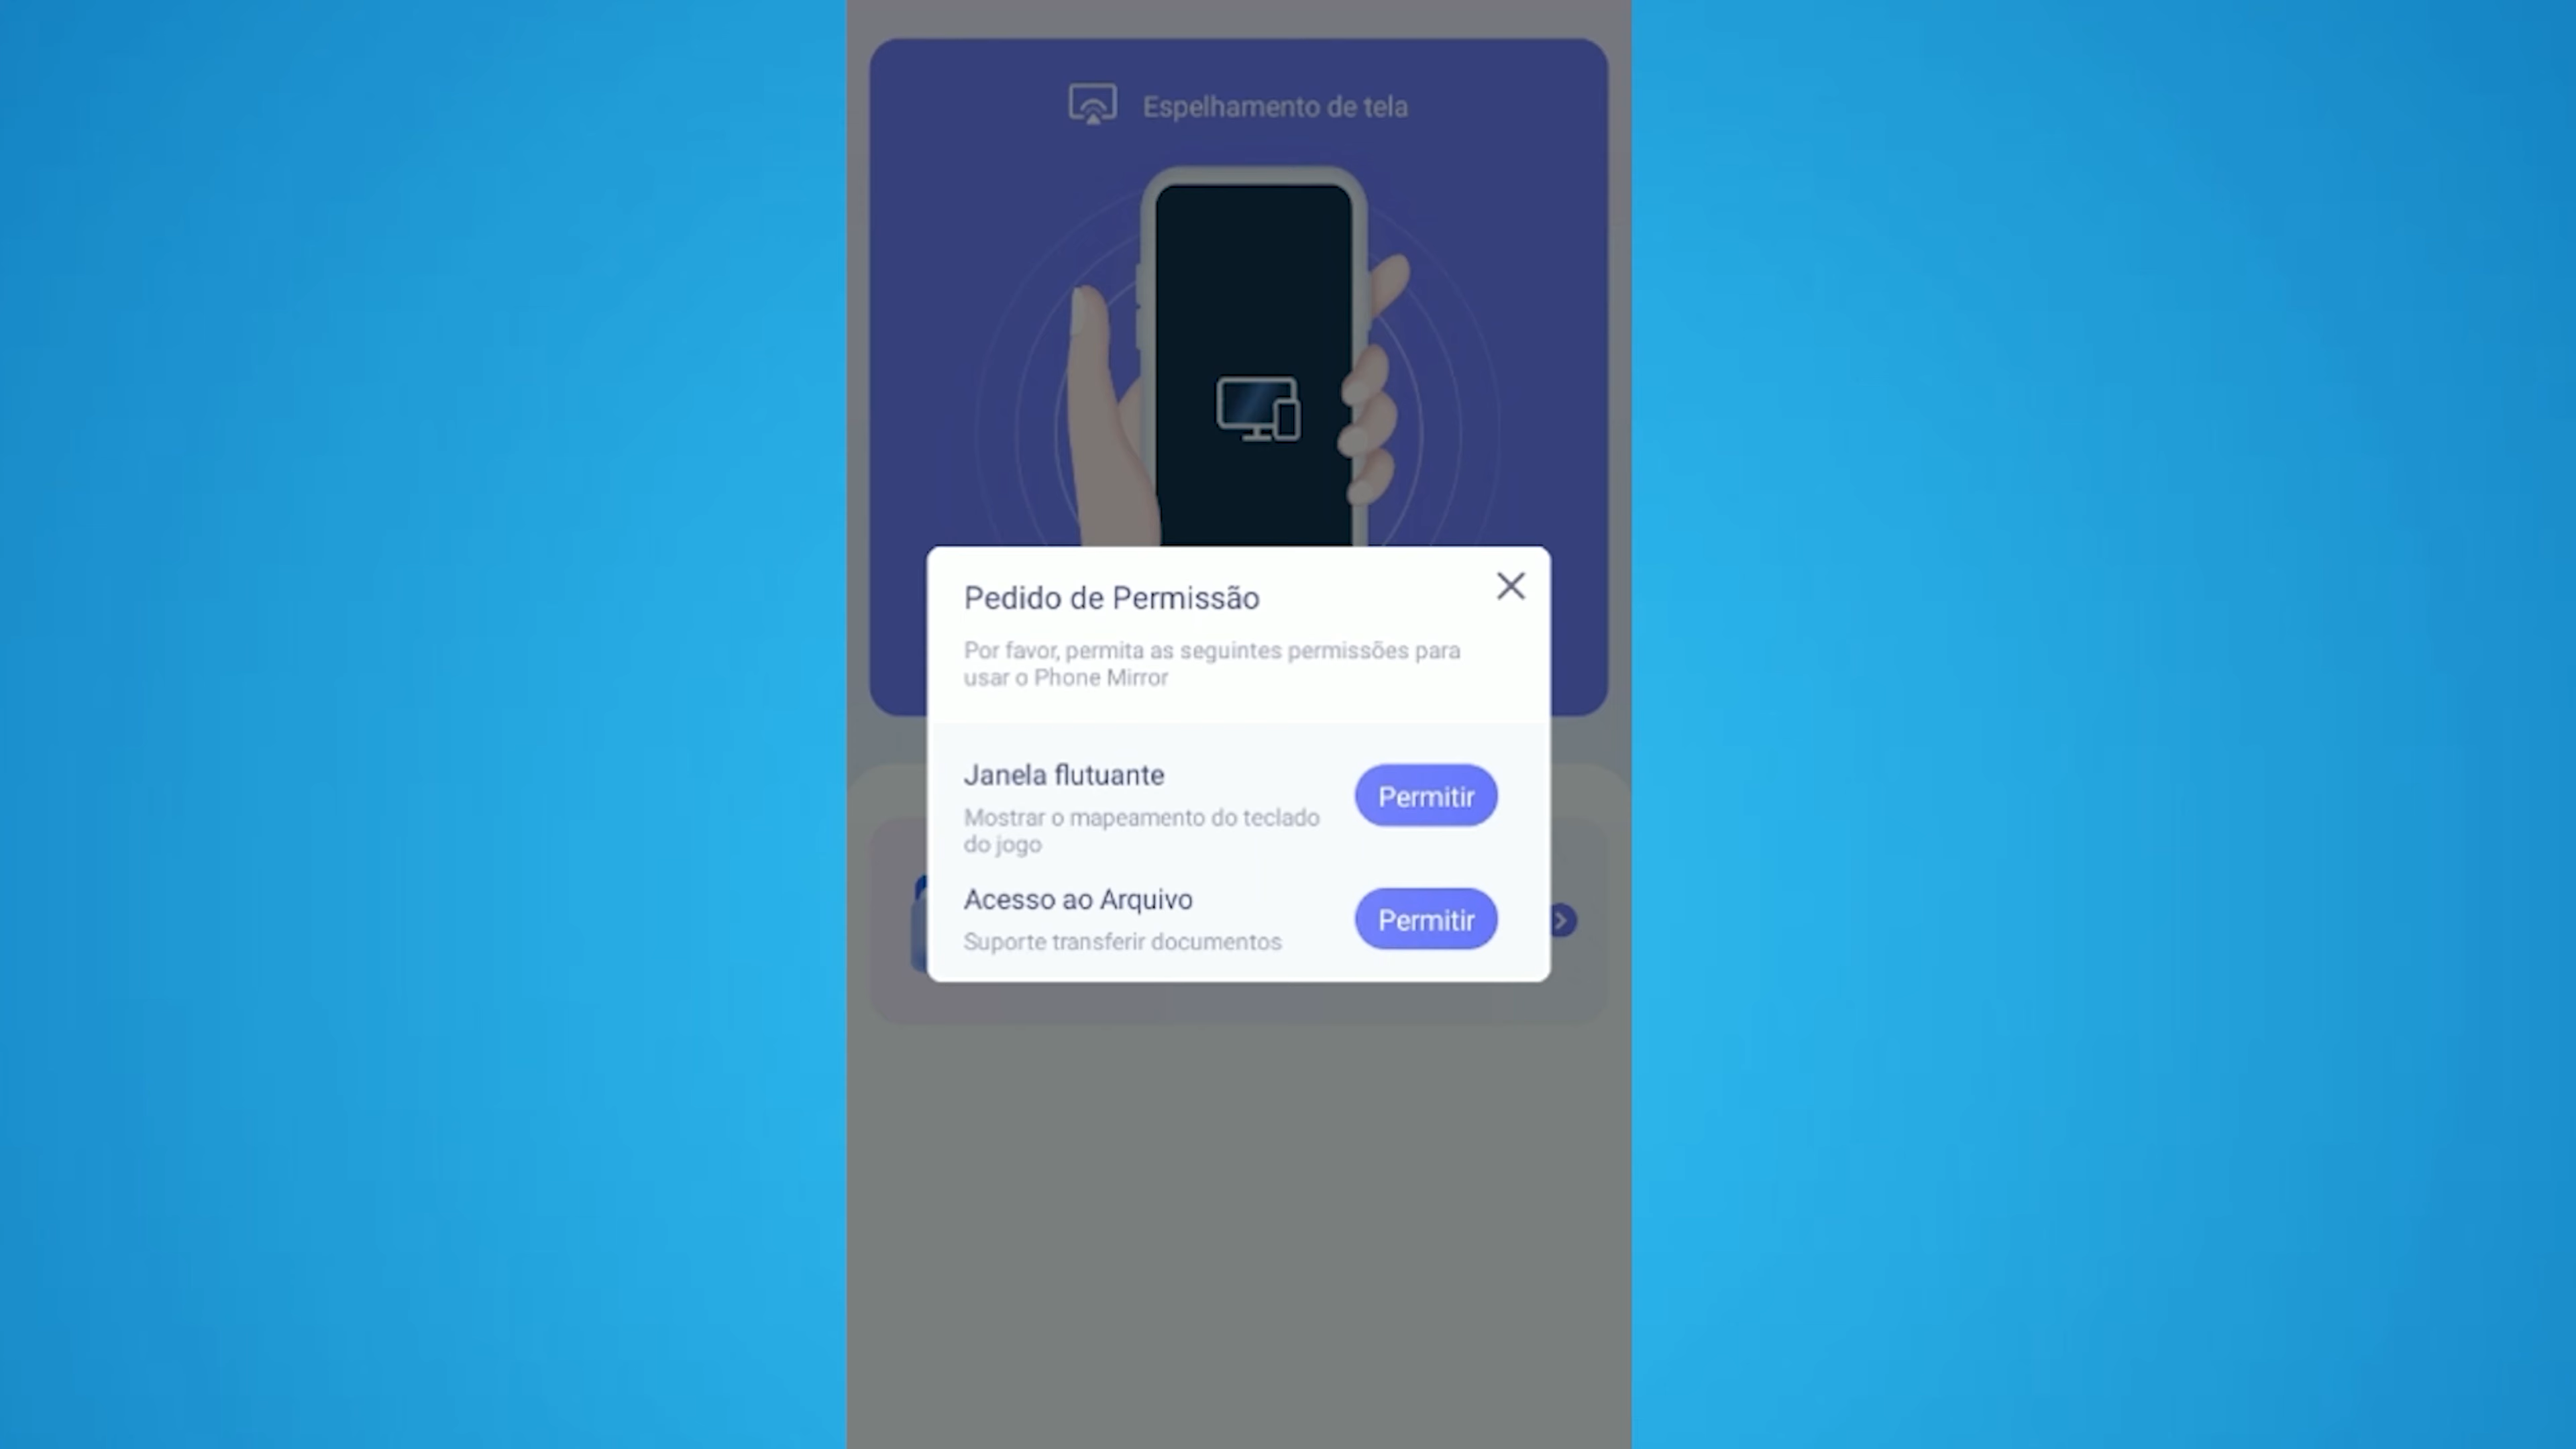 Espelhamento de tela
Pedido de Permissão
Por favor, permita as seguintes permissões para
usar o Phone Mirror
Janela flutuante
Permitir
Mostrar o mapeamento do teclado
do jogo
Acesso ao Arquivo
Permitir
Suporte transferir documentos